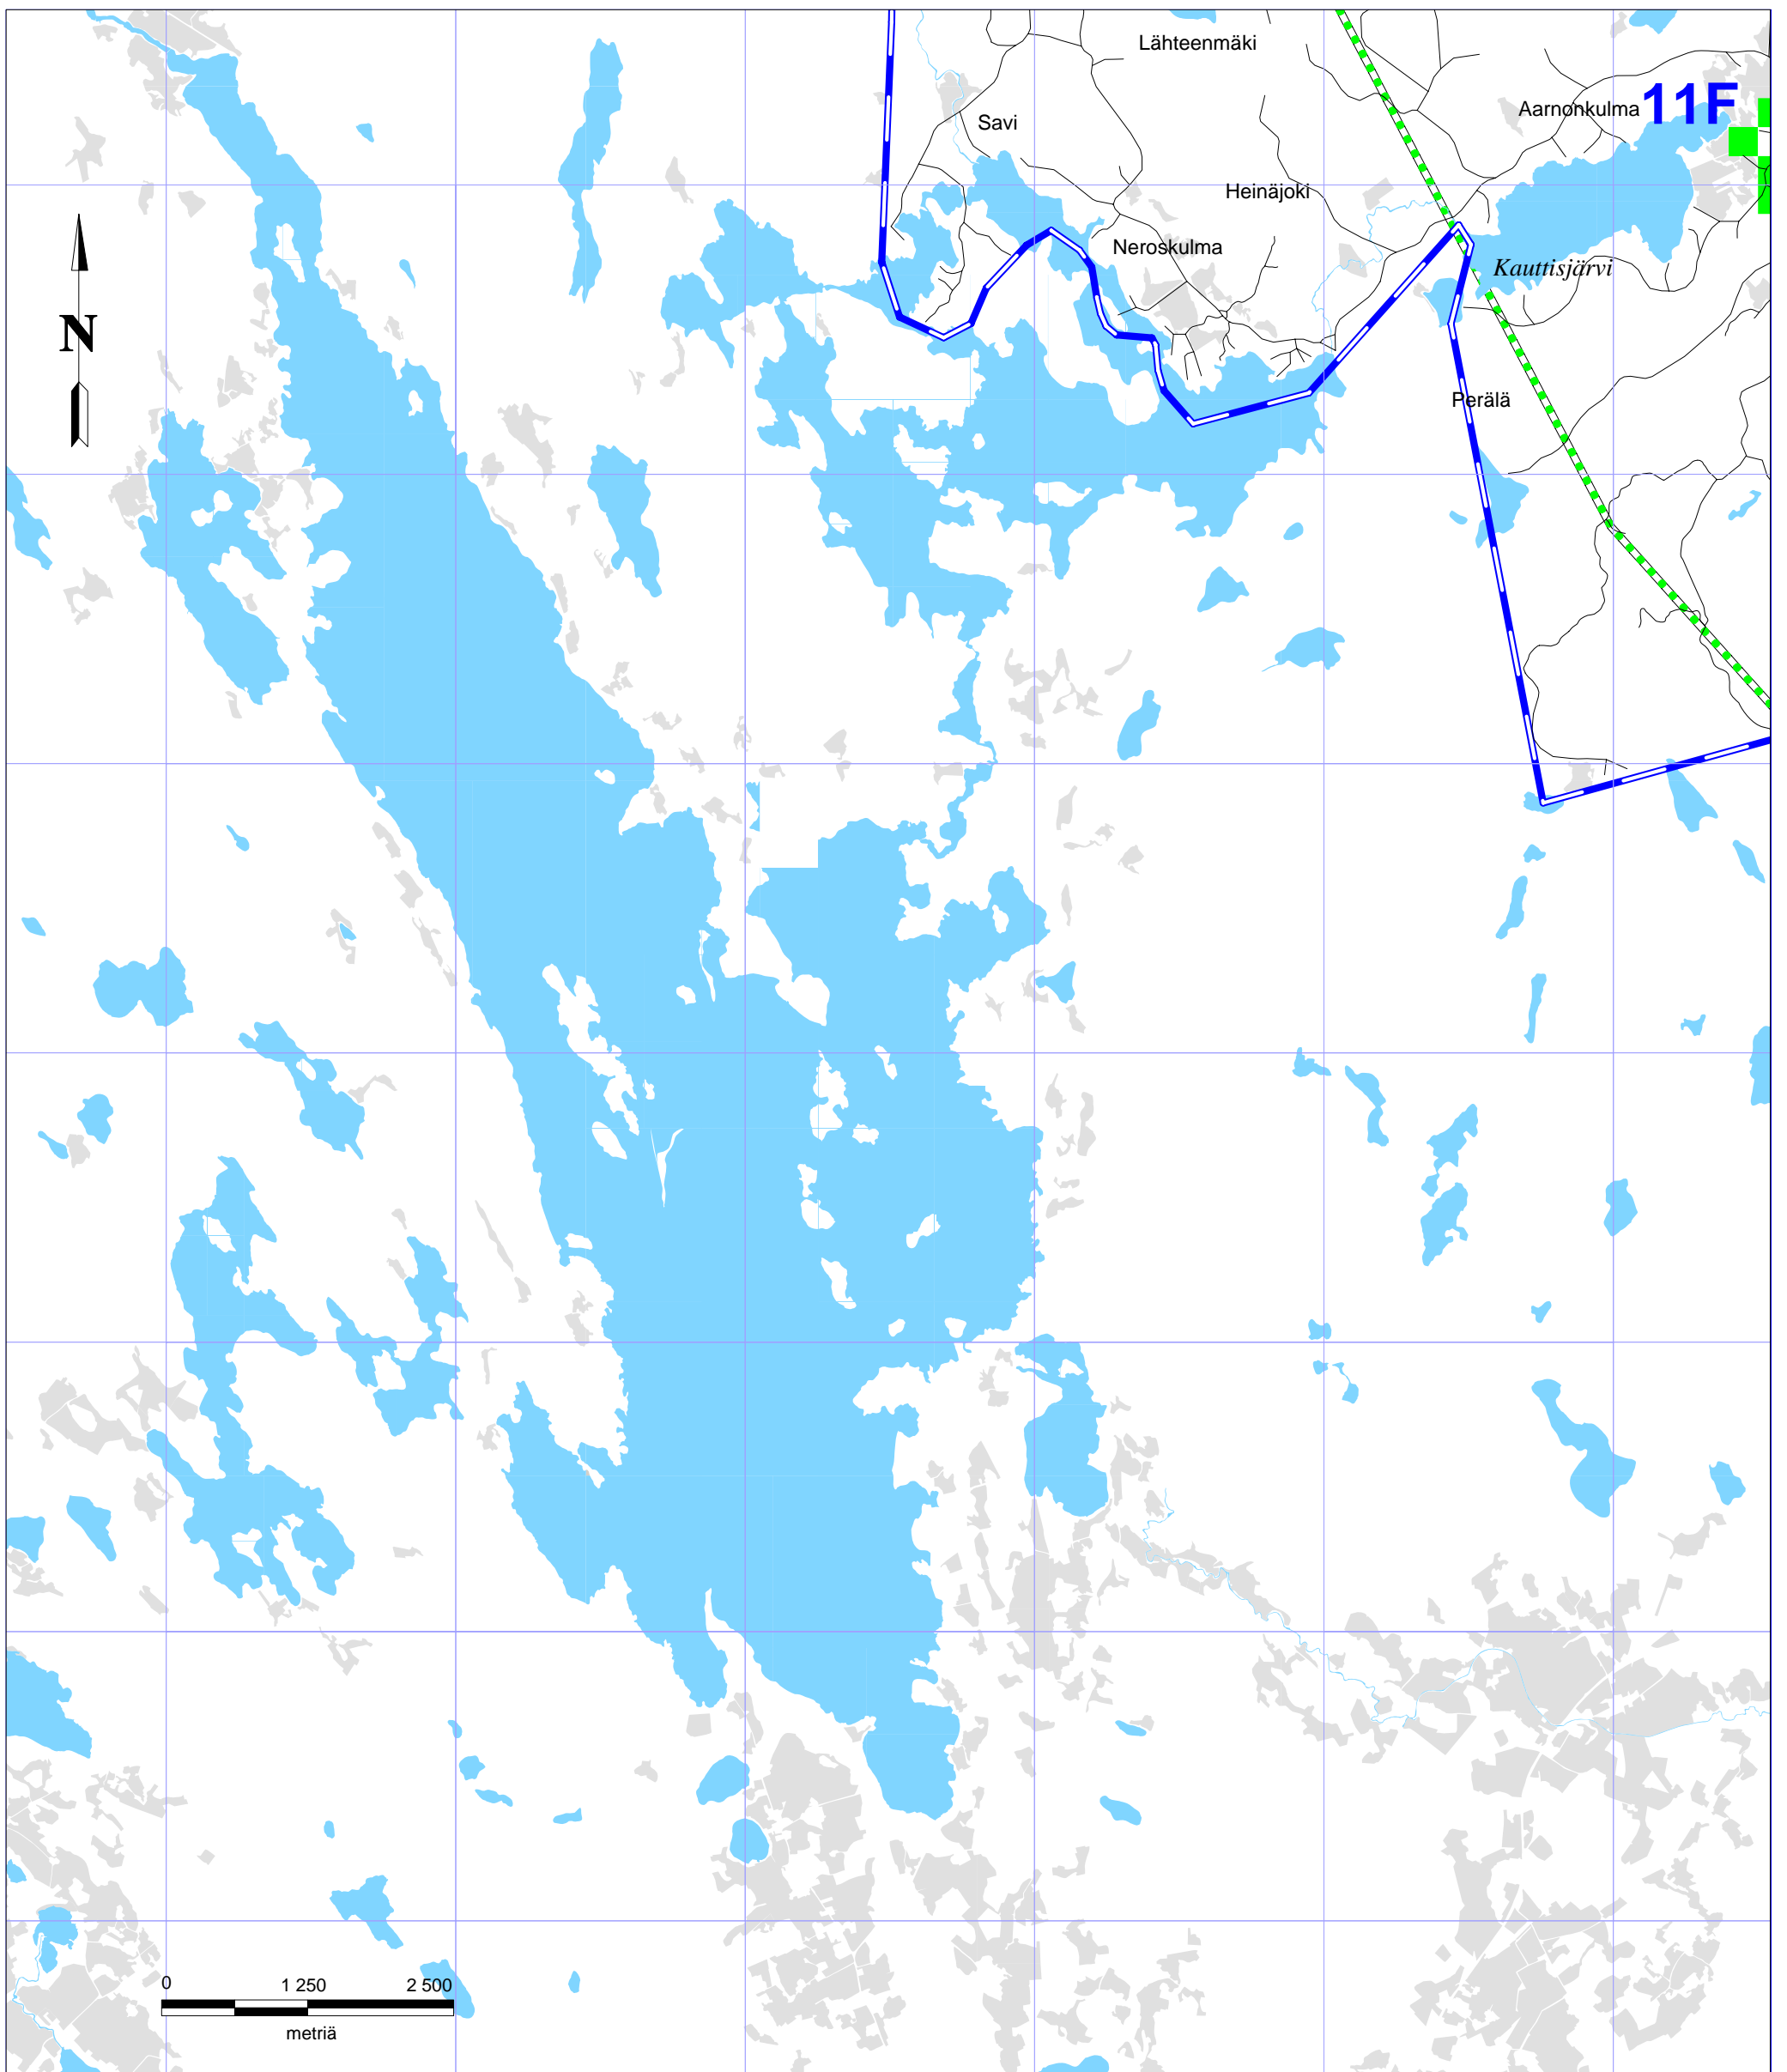 Lähteenmäki
Aarnonkulma 11F
Savi
Heinäjoki
Neroskulma
Kauttisjärvi
N
Perälä
0 1 250 2 500
metriä